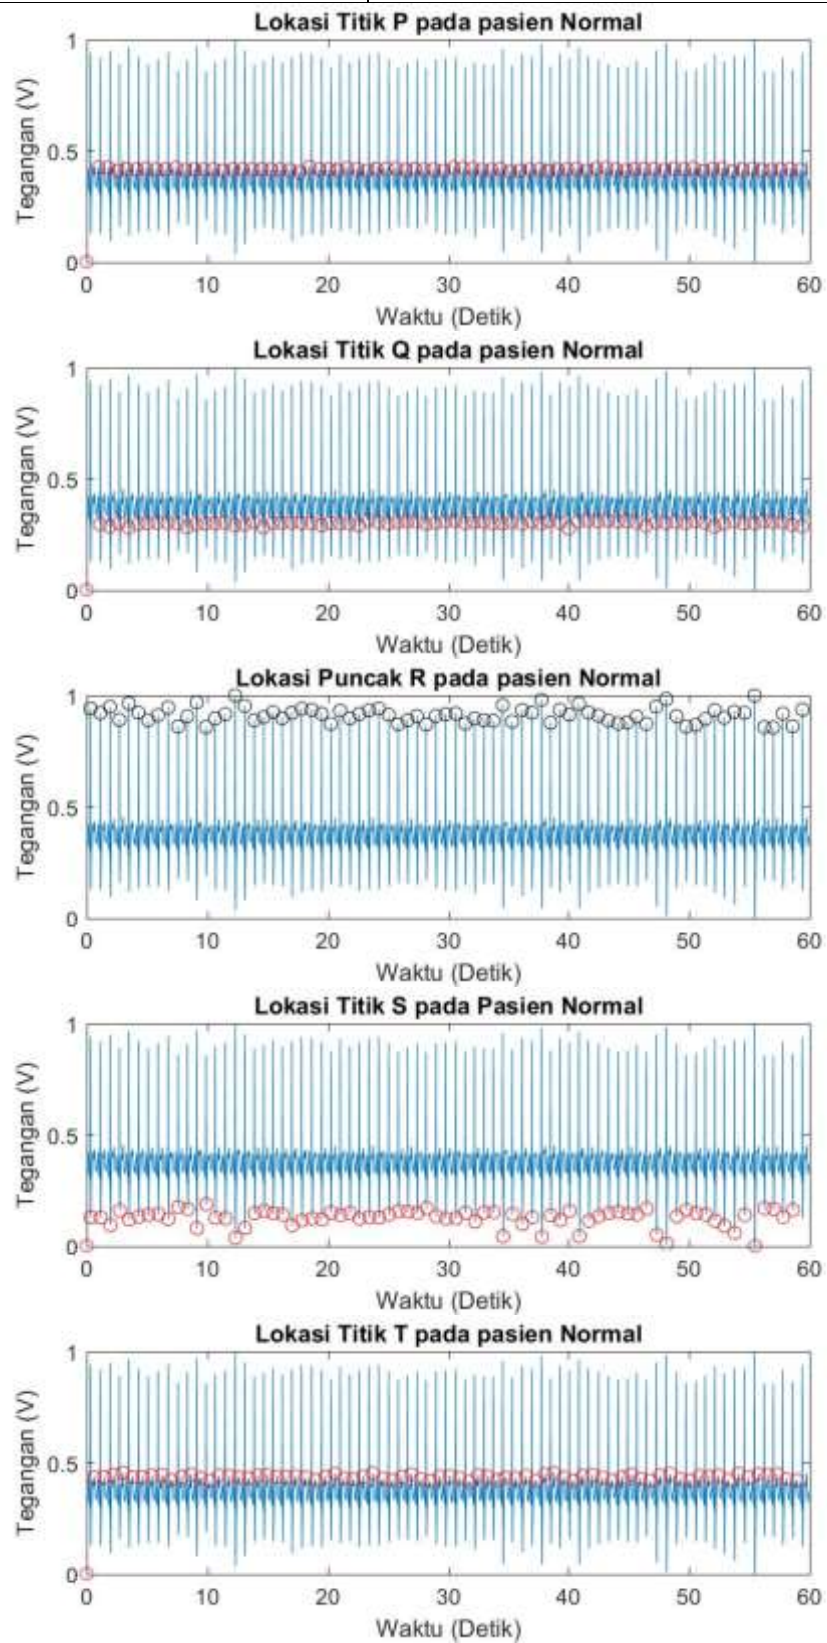 Lokasi Titik P pada pasien Normal
1
0.5
0
Tegangan (V)
0 10 20 30 40 50 60
Waktu (Detik)
Lokasi Titik Q pada pasien Normal
1
0.5
0
Tegangan (V)
0 10 20 30 40 50 60
Waktu (Detik)
Lokasi Puncak R pada pasien Normal
1
0.5
0
Tegangan (V)
0 10 20 30 40 50 60
Waktu (Detik)
Lokasi Titik S pada Pasien Normal
1
0.5
0
Tegangan (V)
0 10 20 30 40 50 60
Waktu (Detik)
Lokasi Titik T pada pasien Normal
1
0.5
0
Tegangan (V)
0 10 20 30 40 50 60
Waktu (Detik)